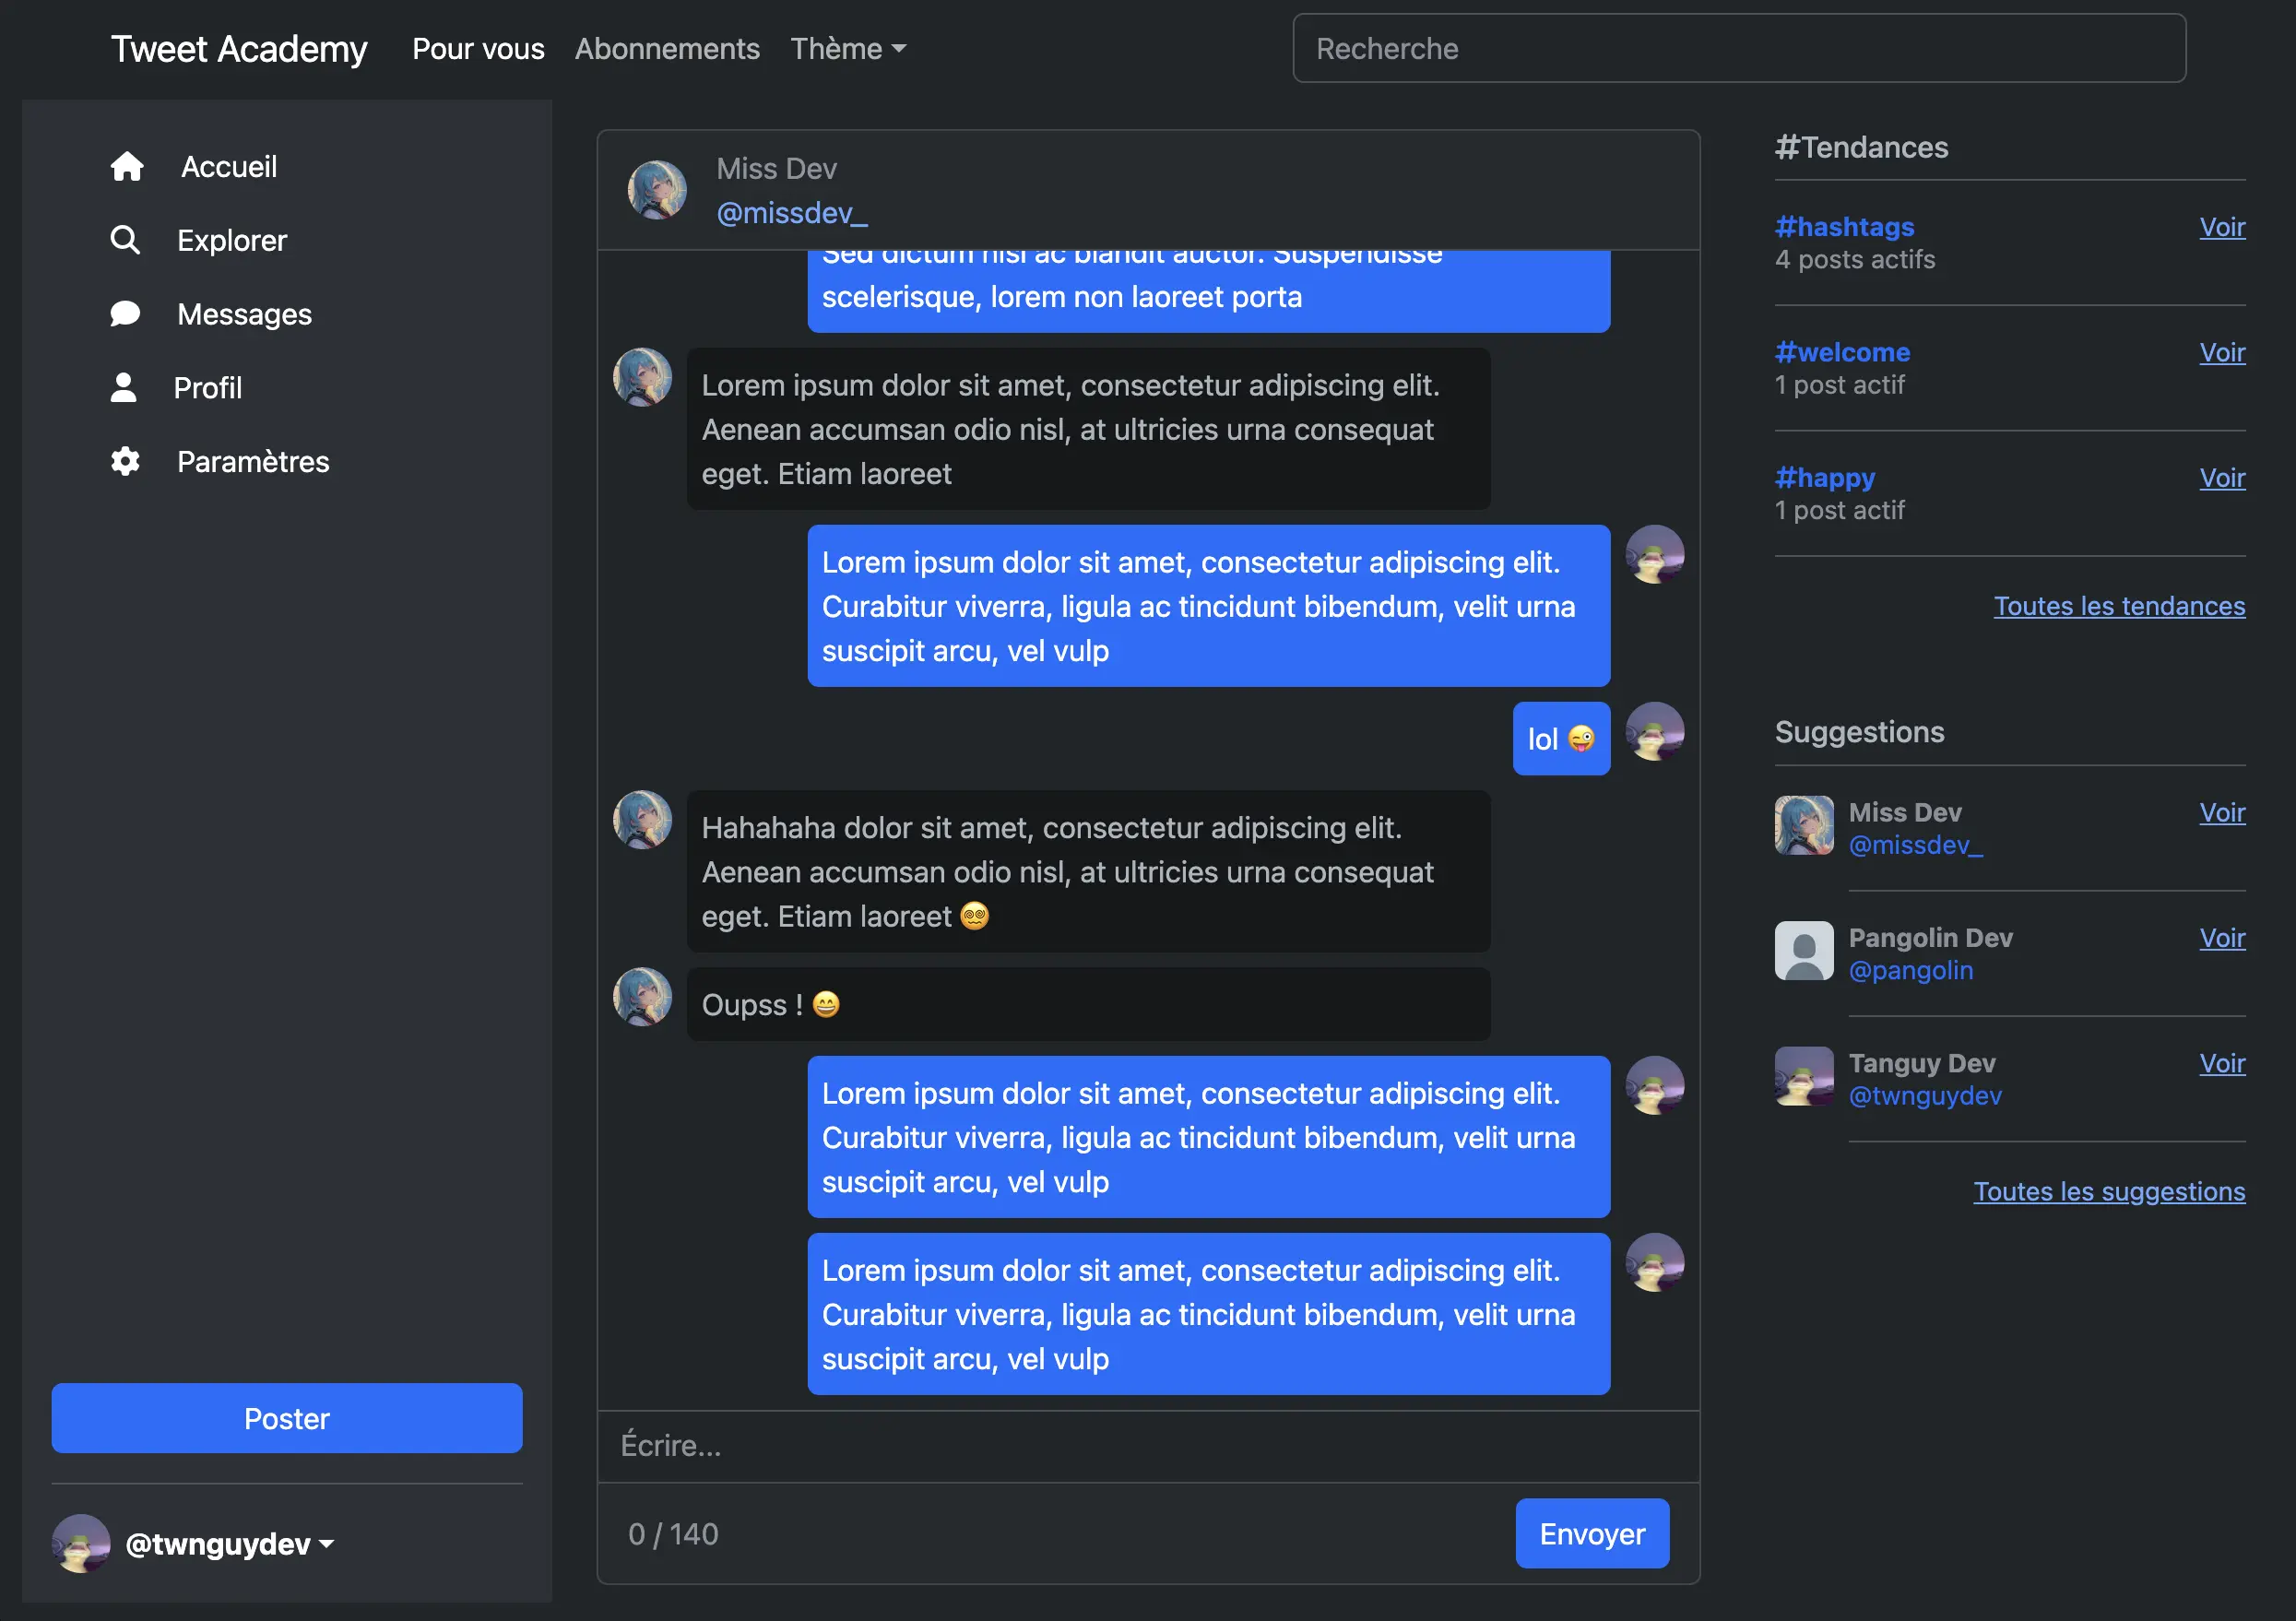 Tweet Academy Pour vous Abonnements Thème Recherche
Accueil
Explorer
Messages
Profil
Paramètres
Poster
@twnguydev
Miss Dev
@missdev_
Sed dictum nisi ac blandit auctor. Suspendisse
scelerisque, lorem non laoreet porta
Lorem ipsum dolor sit amet, consectetur adipiscing elit.
Aenean accumsan odio nisl, at ultricies urna consequat
eget. Etiam laoreet
Lorem ipsum dolor sit amet, consectetur adipiscing elit.
Curabitur viverra, ligula ac tincidunt bibendum, velit urna
suscipit arcu, vel vulp
lol 😜
Hahahaha dolor sit amet, consectetur adipiscing elit.
Aenean accumsan odio nisl, at ultricies urna consequat
eget. Etiam laoreet 😵‍💫
Oupss ! 😄
Lorem ipsum dolor sit amet, consectetur adipiscing elit.
Curabitur viverra, ligula ac tincidunt bibendum, velit urna
suscipit arcu, vel vulp
Lorem ipsum dolor sit amet, consectetur adipiscing elit.
Curabitur viverra, ligula ac tincidunt bibendum, velit urna
suscipit arcu, vel vulp
Écrire...
0 / 140 Envoyer
#Tendances
#hashtags Voir
4 posts actifs
#welcome Voir
1 post actif
#happy Voir
1 post actif
Toutes les tendances
Suggestions
Miss Dev Voir
@missdev_
Pangolin Dev Voir
@pangolin
Tanguy Dev Voir
@twnguydev
Toutes les suggestions